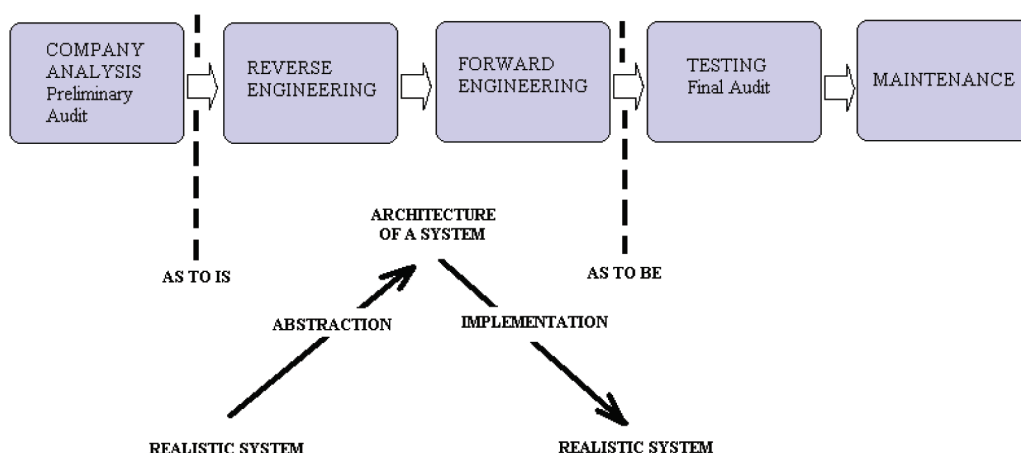 COMPANY
ANALYSIS
Preliminary
Audit
REVERSE
ENGINEERING
FORWARD
ENGINEERING
TESTING
Final Audit
MAINTENANCE
ARCHITECTURE
OF A SYSTEM
AS TO IS
AS TO BE
ABSTRACTION
IMPLEMENTATION
REALISTIC SYSTEM
REALISTIC SYSTEM